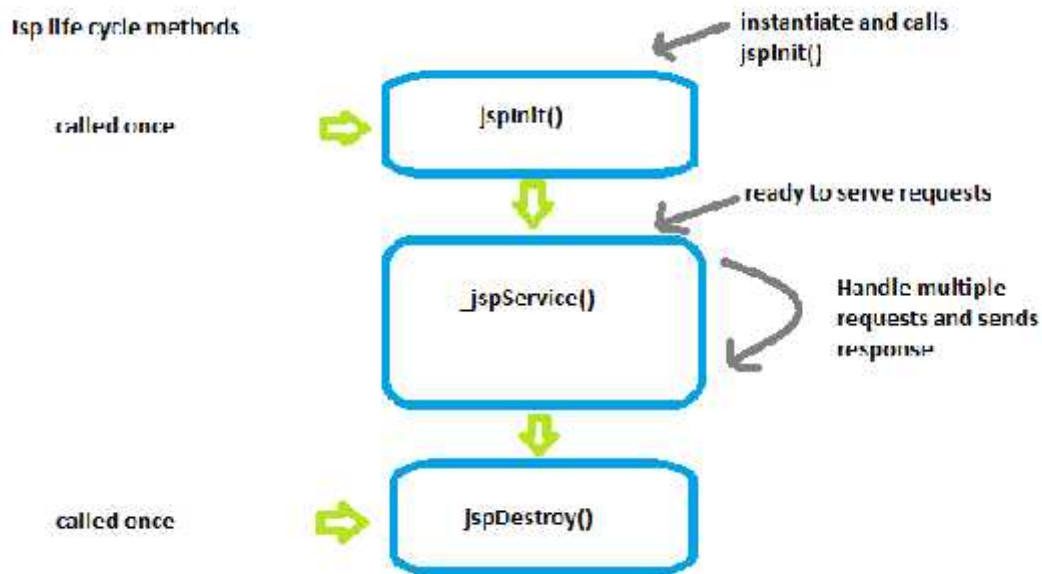 Jsp life cycle methods
instantiate and calls
jspInit()
called once
jspInit()
ready to serve requests
_jspService()
Handle multiple
requests and sends
response
called once
jspDestroy()